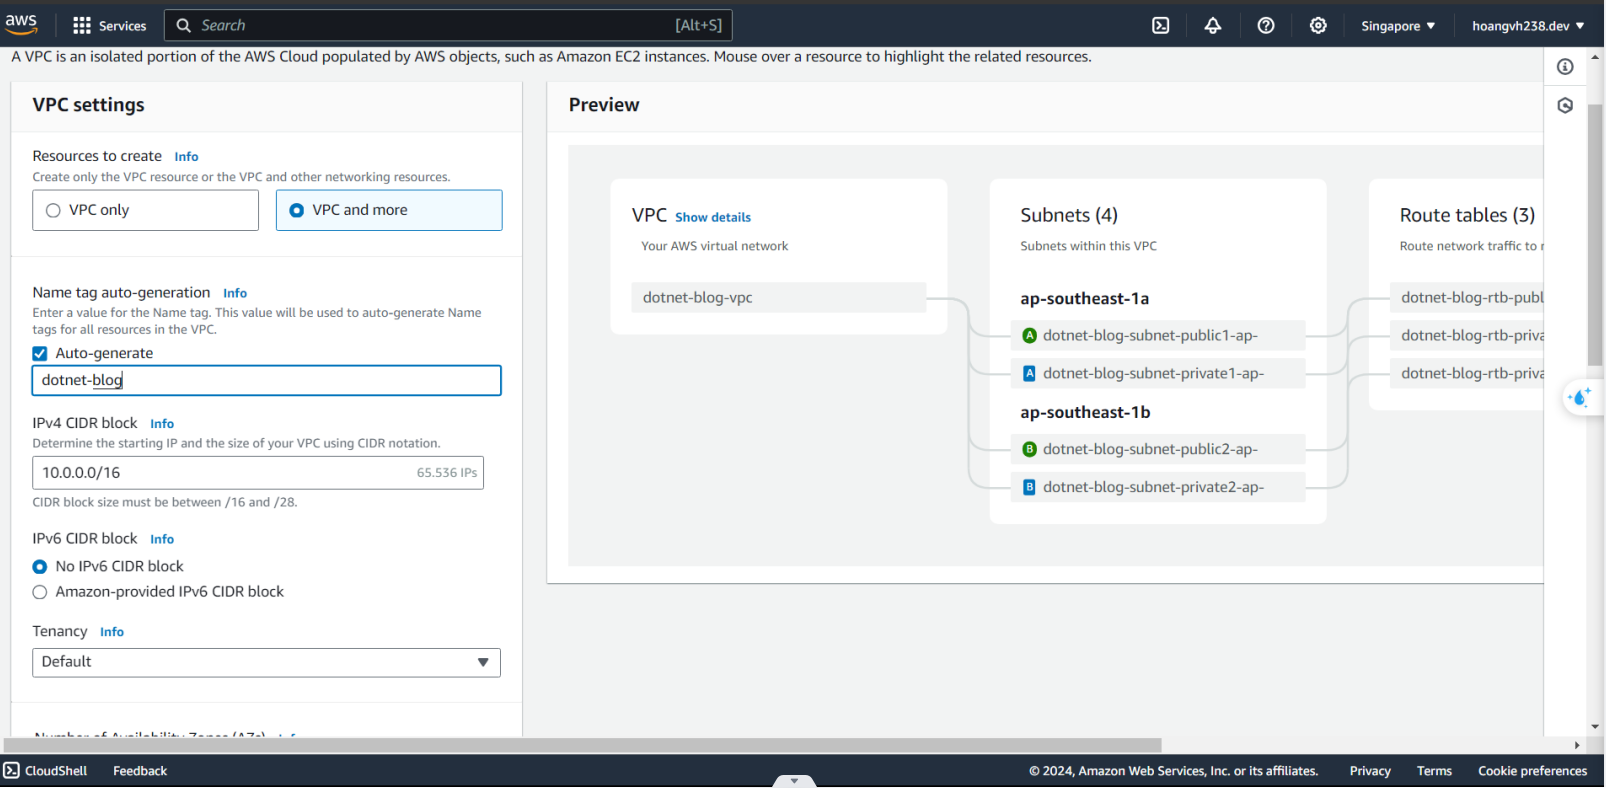 aws
Services
Search
[Alt+S]
Singapore
hoangvh238.dev
A VPC is an isolated portion of the AWS Cloud populated by AWS objects, such as Amazon EC2 instances. Mouse over a resource to highlight the related resources.
VPC settings
Resources to create Info
Create only the VPC resource or the VPC and other networking resources.
VPC only
VPC and more
Name tag auto-generation Info
Enter a value for the Name tag. This value will be used to auto-generate Name
tags for all resources in the VPC.
Auto-generate
dotnet-blog
IPv4 CIDR block Info
Determine the starting IP and the size of your VPC using CIDR notation.
10.0.0.0/16
65.536 IPs
CIDR block size must be between /16 and /28.
IPv6 CIDR block Info
No IPv6 CIDR block
Amazon-provided IPv6 CIDR block
Tenancy Info
Default
Number of Availability Zones (AZs)
Preview
VPC Show details
Your AWS virtual network
dotnet-blog-vpc
Subnets (4)
Subnets within this VPC
ap-southeast-1a
A dotnet-blog-subnet-public1-ap-
A dotnet-blog-subnet-private1-ap-
ap-southeast-1b
B dotnet-blog-subnet-public2-ap-
B dotnet-blog-subnet-private2-ap-
Route tables (3)
Route network traffic to
dotnet-blog-rtb-publ
dotnet-blog-rtb-priva
dotnet-blog-rtb-priva
CloudShell
Feedback
© 2024, Amazon Web Services, Inc. or its affiliates.
Privacy
Terms
Cookie preferences